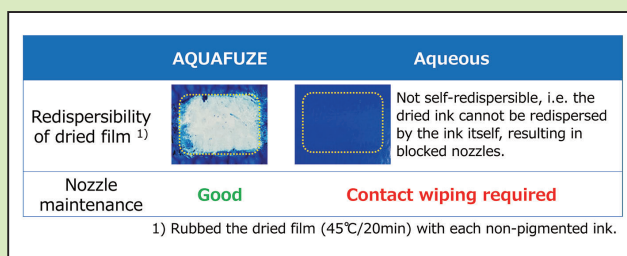 AQUAFUZE Aqueous
Redispersibility
of dried film 1)
Not self-redispersible, i.e. the
dried ink cannot be redispersed
by the ink itself, resulting in
blocked nozzles.
Nozzle
maintenance
Good
Contact wiping required
1) Rubbed the dried film (45℃/20min) with each non-pigmented ink.